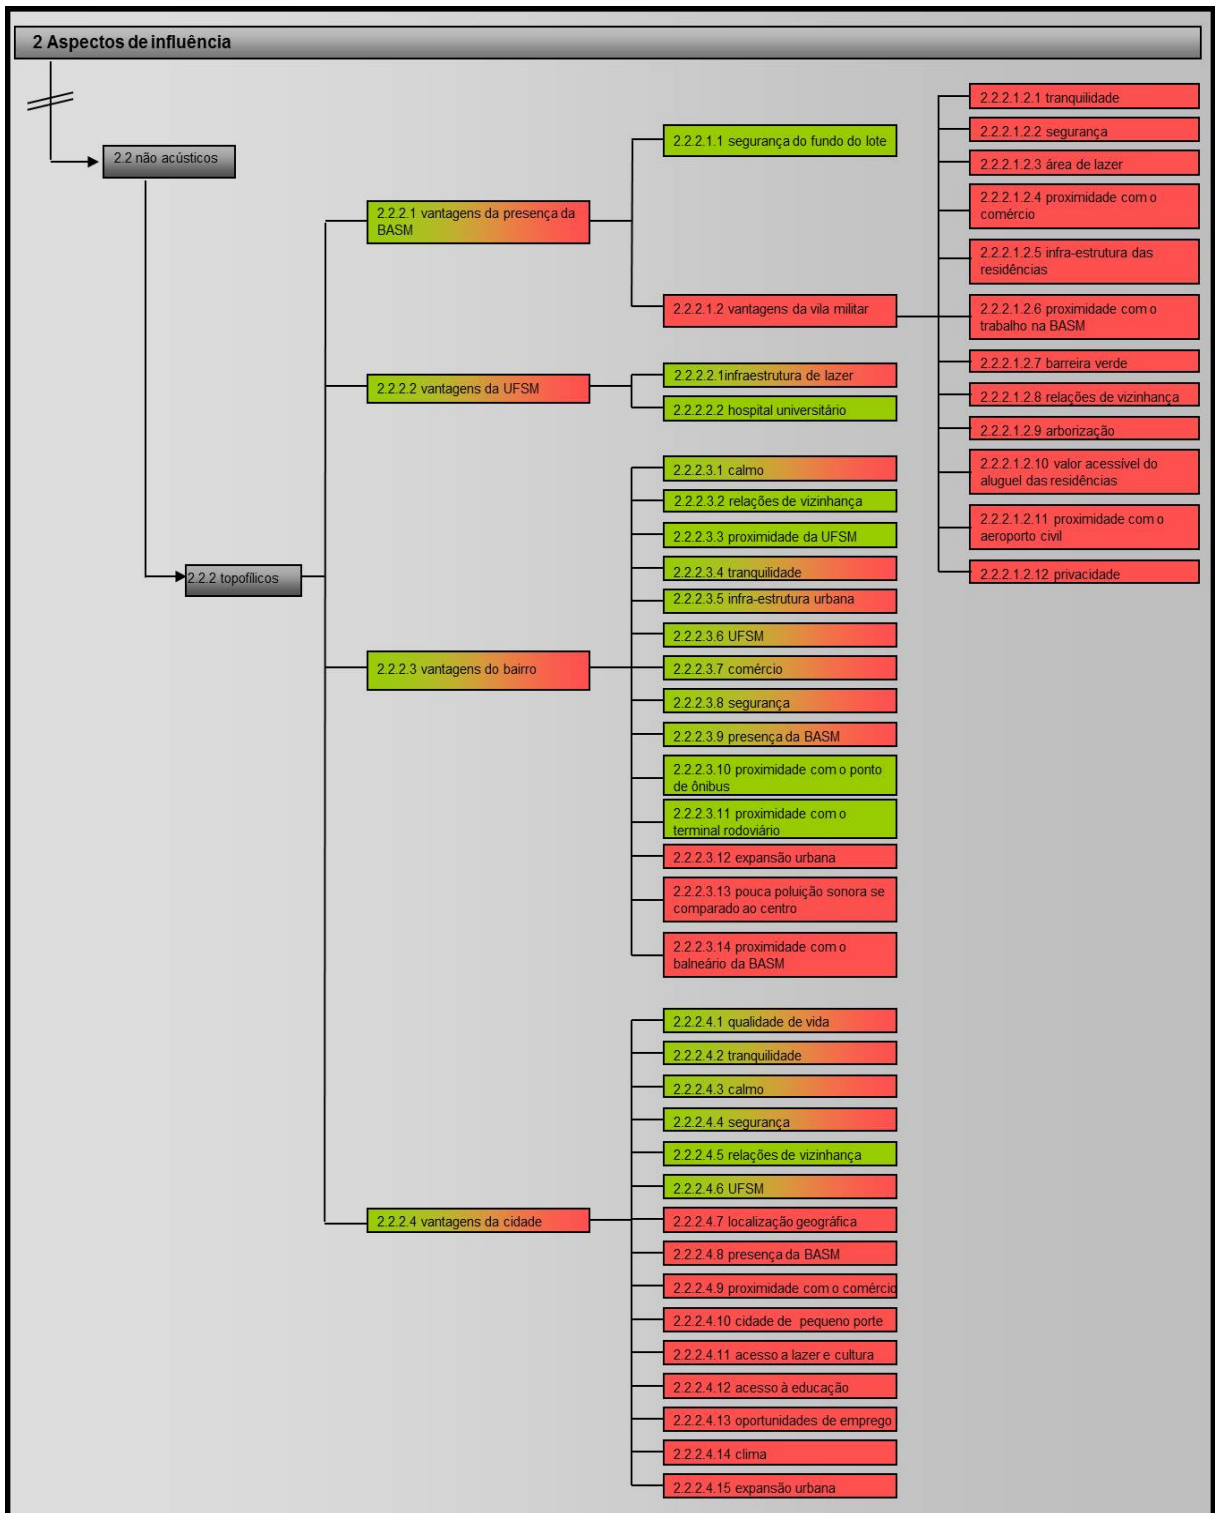 2 Aspectos de influência
2.2 não acústicos
2.2.2 topofílicos
2.2.2.1 vantagens da presença da
BASM
2.2.2.1.1 segurança do fundo do lote
2.2.2.1.2 vantagens da vila militar
2.2.2.1.2.1 tranquilidade
2.2.2.1.2.2 segurança
2.2.2.1.2.3 área de lazer
2.2.2.1.2.4 proximidade com o
comércio
2.2.2.1.2.5 infra-estrutura das
residências
2.2.2.1.2.6 proximidade com o
trabalho na BASM
2.2.2.1.2.7 barreira verde
2.2.2.1.2.8 relações de vizinhança
2.2.2.1.2.9 arborização
2.2.2.1.2.10 valor acessível do
aluguel das residências
2.2.2.1.2.11 proximidade com o
aeroporto civil
2.2.2.1.2.12 privacidade
2.2.2.2 vantagens da UFSM
2.2.2.2.1infraestrutura de lazer
2.2.2.2.2 hospital universitário
2.2.2.3 vantagens do bairro
2.2.2.3.1 calmo
2.2.2.3.2 relações de vizinhança
2.2.2.3.3 proximidade da UFSM
2.2.2.3.4 tranquilidade
2.2.2.3.5 infra-estrutura urbana
2.2.2.3.6 UFSM
2.2.2.3.7 comércio
2.2.2.3.8 segurança
2.2.2.3.9 presença da BASM
2.2.2.3.10 proximidade com o ponto
de ônibus
2.2.2.3.11 proximidade com o
terminal rodoviário
2.2.2.3.12 expansão urbana
2.2.2.3.13 pouca poluição sonora se
comparado ao centro
2.2.2.3.14 proximidade com o
balneário da BASM
2.2.2.4 vantagens da cidade
2.2.2.4.1 qualidade de vida
2.2.2.4.2 tranquilidade
2.2.2.4.3 calmo
2.2.2.4.4 segurança
2.2.2.4.5 relações de vizinhança
2.2.2.4.6 UFSM
2.2.2.4.7 localização geográfica
2.2.2.4.8 presença da BASM
2.2.2.4.9 proximidade com o comércio
2.2.2.4.10 cidade de pequeno porte
2.2.2.4.11 acesso a lazer e cultura
2.2.2.4.12 acesso à educação
2.2.2.4.13 oportunidades de emprego
2.2.2.4.14 clima
2.2.2.4.15 expansão urbana